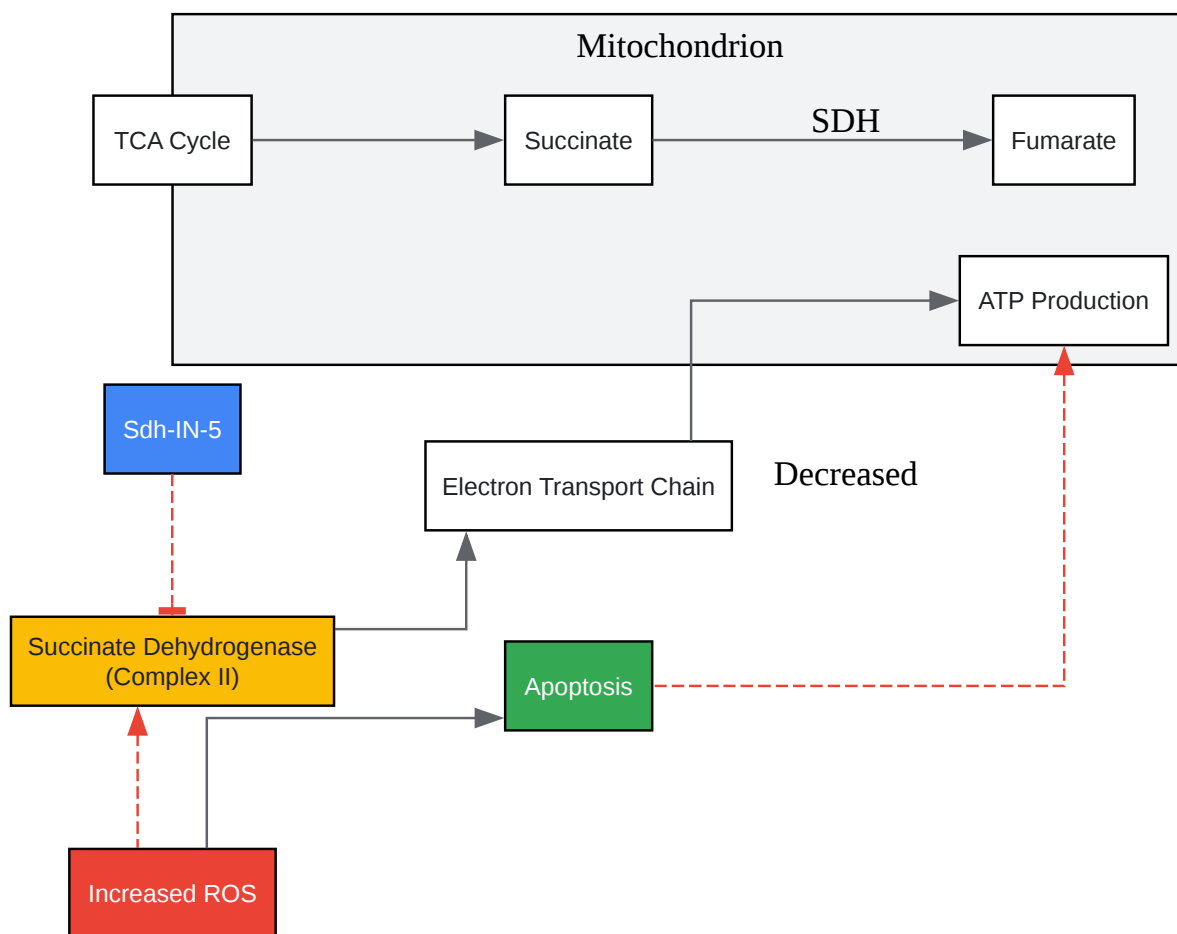 Mitochondrion
TCA Cycle
Succinate
SDH
Fumarate
ATP Production
Sdh-IN-5
Electron Transport Chain
Decreased
Succinate Dehydrogenase
(Complex II)
Apoptosis
Increased ROS